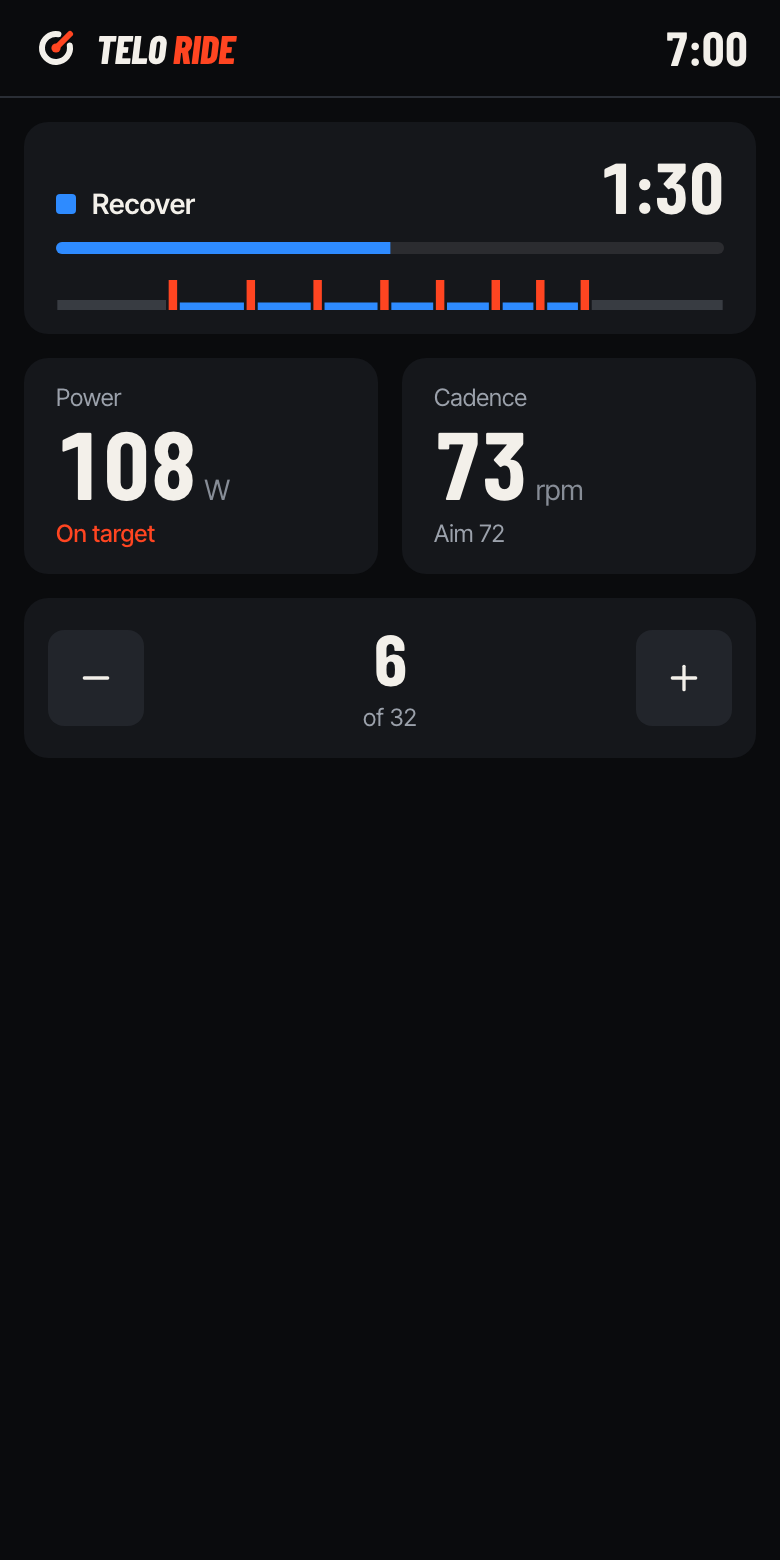 TELO RIDE
7:00
Recover
1:30
Power
108 W
On target
Cadence
73 rpm
Aim 72
−
6
of 32
+